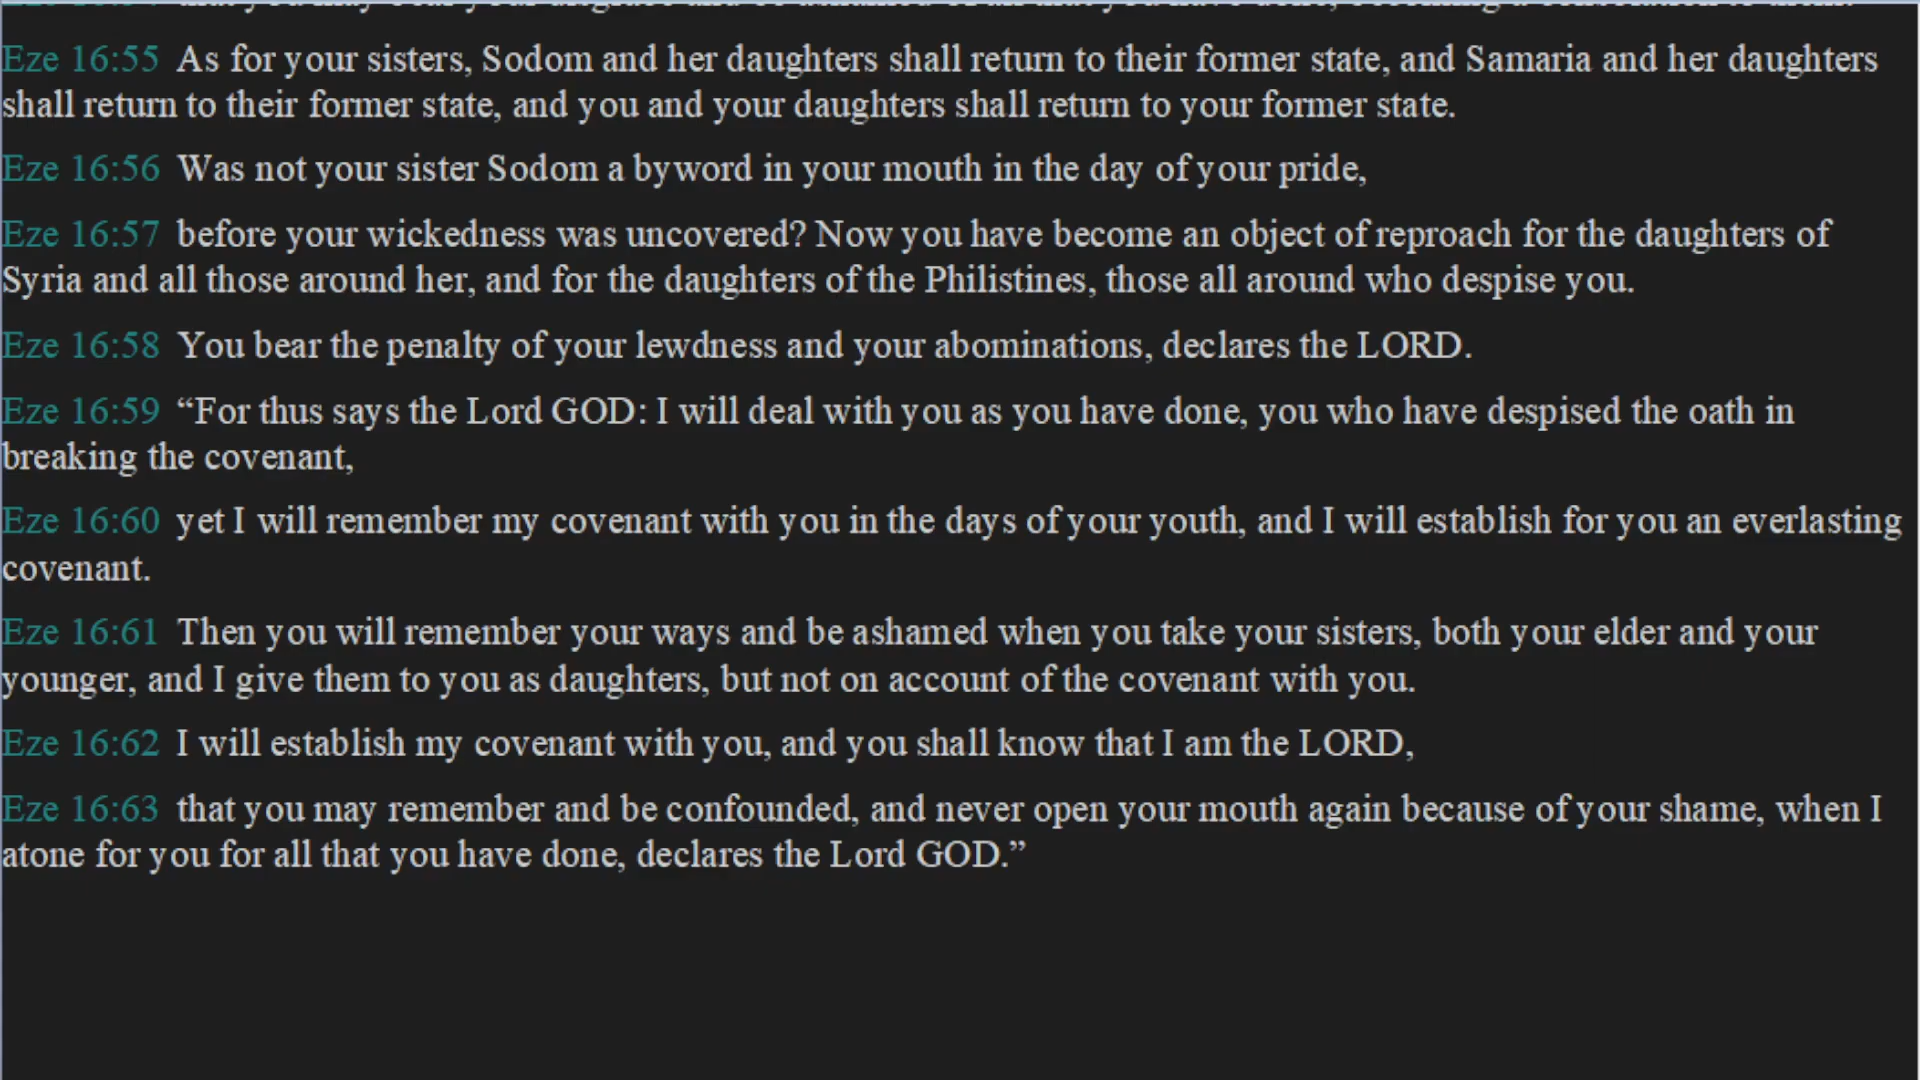 Eze 16:55 As for your sisters, Sodom and her daughters shall return to their former state, and Samaria and her daughters
shall return to their former state, and you and your daughters shall return to your former state.
Eze 16:56 Was not your sister Sodom a byword in your mouth in the day of your pride,
Eze 16:57 before your wickedness was uncovered? Now you have become an object of reproach for the daughters of
Syria and all those around her, and for the daughters of the Philistines, those all around who despise you.
Eze 16:58 You bear the penalty of your lewdness and your abominations, declares the LORD.
Eze 16:59 “For thus says the Lord GOD: I will deal with you as you have done, you who have despised the oath in
breaking the covenant,
Eze 16:60 yet I will remember my covenant with you in the days of your youth, and I will establish for you an everlasting
covenant.
Eze 16:61 Then you will remember your ways and be ashamed when you take your sisters, both your elder and your
younger, and I give them to you as daughters, but not on account of the covenant with you.
Eze 16:62 I will establish my covenant with you, and you shall know that I am the LORD,
Eze 16:63 that you may remember and be confounded, and never open your mouth again because of your shame, when I
atone for you for all that you have done, declares the Lord GOD.”